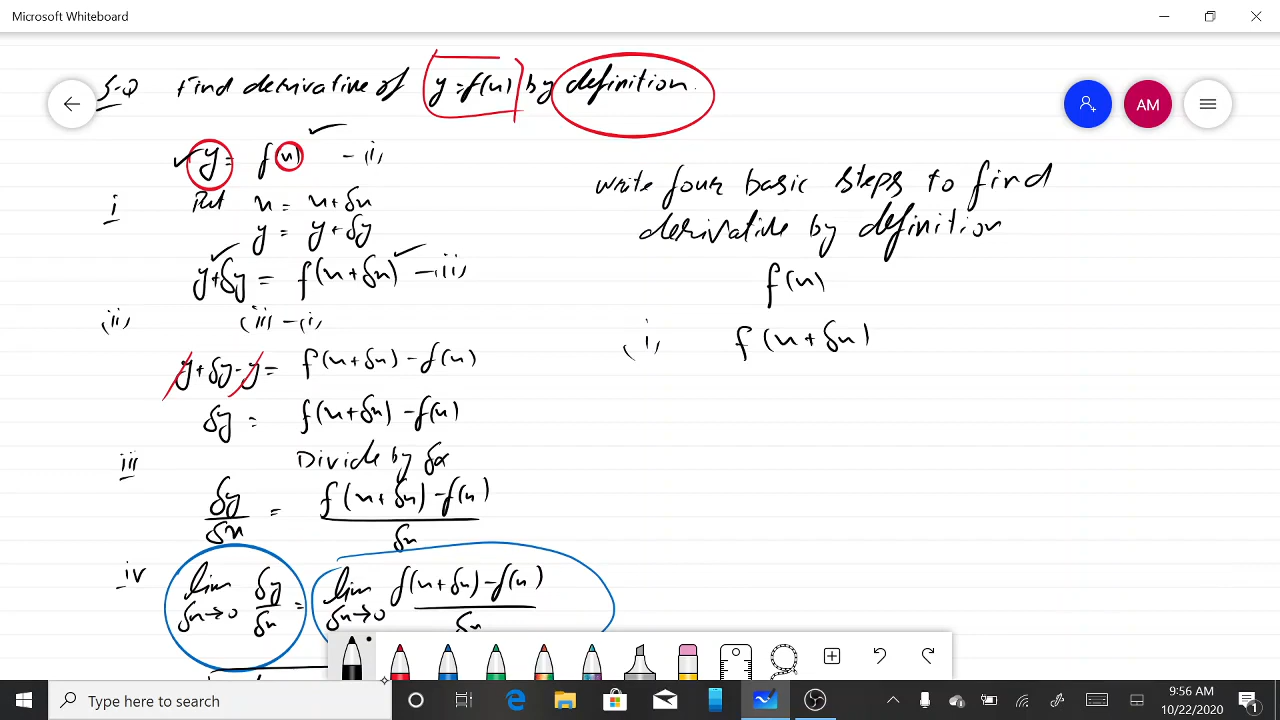 Microsoft Whiteboard
S-Q Find derivative of y=f(x) by definition.
y = f(x) -(i)
i Put x = x+δx
y = y+δy
y+δy = f(x+δx) -(ii)
(ii) (ii) -(i)
y+δy-y = f(x+δx) -f(x)
δy = f(x+δx) -f(x)
iii Divide by δx
δy/δx = f(x+δx) -f(x)/δx
iv lim δx→0 δy/δx = lim δx→0 f(x+δx) -f(x)/δx
write four basic steps to find
derivative by definition
f(x)
(i) f(x+δx)
AM
Type here to search
9:56 AM
10/22/2020